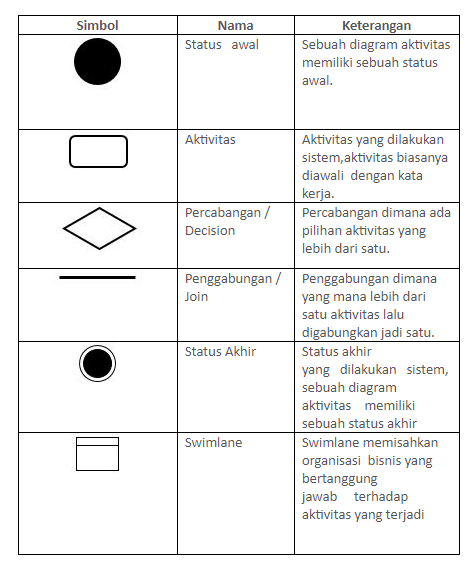 Simbol Nama Keterangan
Status awal
Sebuah diagram aktivitas
memiliki sebuah status
awal.
Aktivitas
Aktivitas yang dilakukan
sistem,aktivitas biasanya
diawali dengan kata
kerja.
Percabangan /
Decision
Percabangan dimana ada
pilihan aktivitas yang
lebih dari satu.
Penggabungan /
Join
Penggabungan dimana
yang mana lebih dari
satu aktivitas lalu
digabungkan jadi satu.
Status Akhir
Status akhir
yang dilakukan sistem,
sebuah diagram
aktivitas memiliki
sebuah status akhir
Swimlane
Swimlane memisahkan
organisasi bisnis yang
bertanggung
jawab terhadap
aktivitas yang terjadi